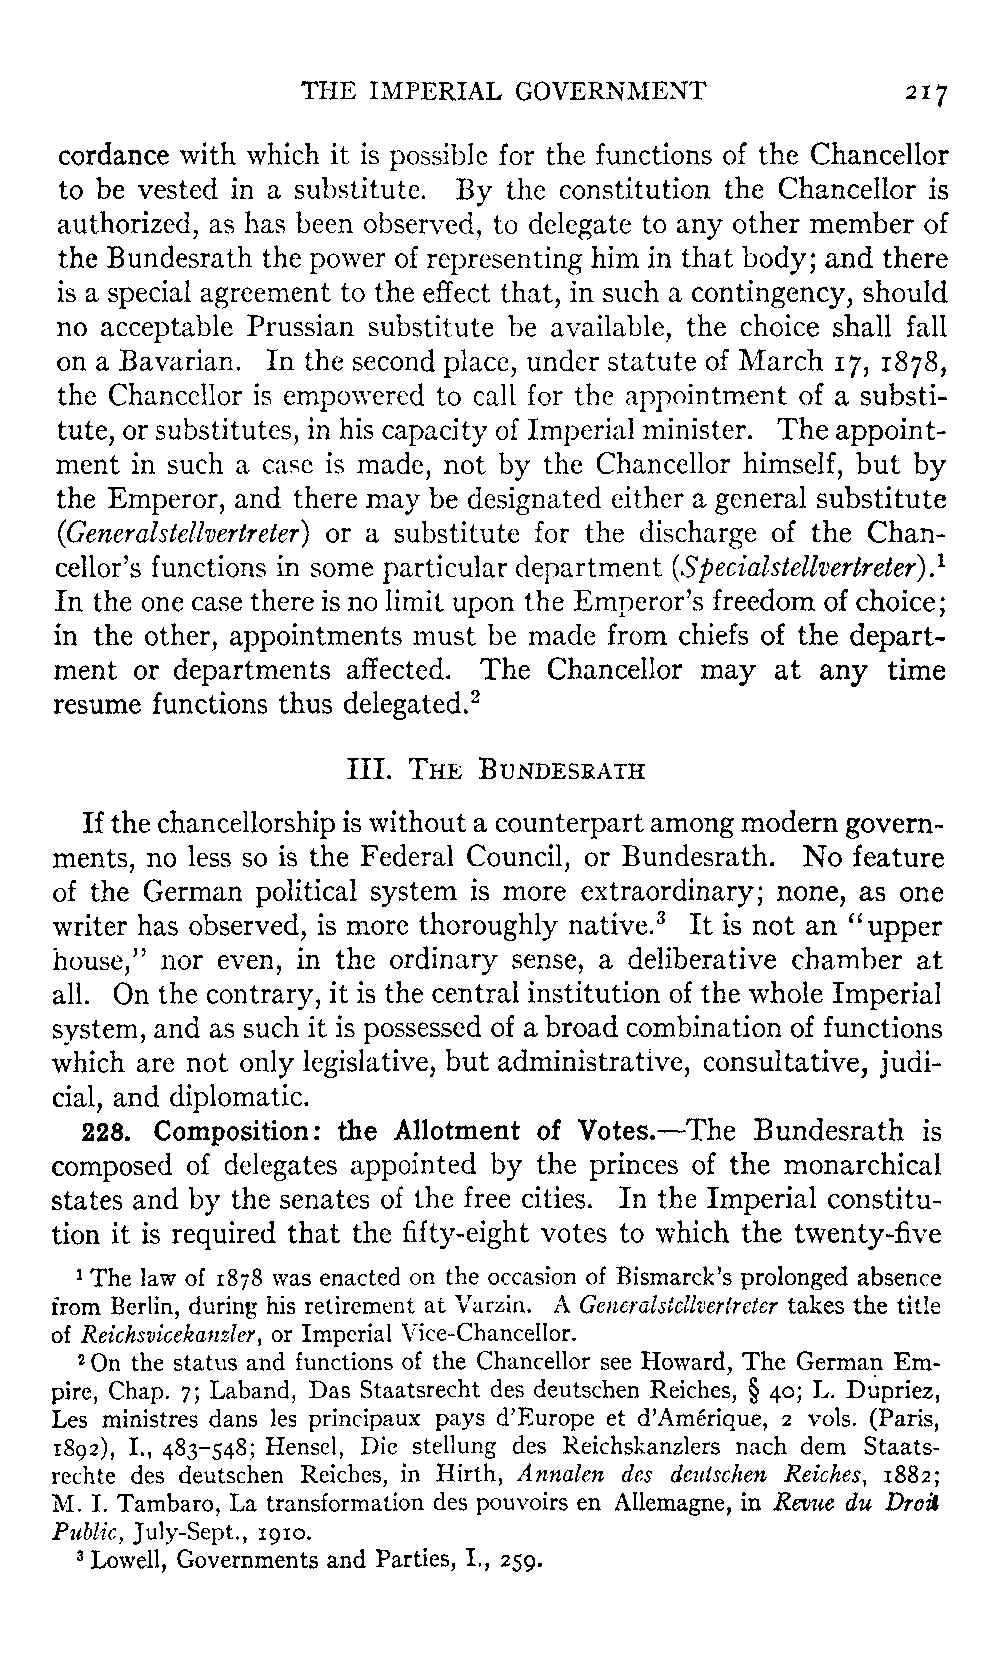 THE IMPERIAL GOVERNMENT 217
cordance with which it is possible for the functions of the Chancellor
to be vested in a substitute. By the constitution the Chancellor is
authorized, as has been observed, to delegate to any other member of
the Bundesrath the power of representing him in that body; and there
is a special agreement to the effect that, in such a contingency, should
no acceptable Prussian substitute be available, the choice shall fall
on a Bavarian. In the second place, under statute of March 17, 1878,
the Chancellor is empowered to call for the appointment of a substi-
tute, or substitutes, in his capacity of Imperial minister. The appoint-
ment in such a case is made, not by the Chancellor himself, but by
the Emperor, and there may be designated either a general substitute
(Generalstellvertreter) or a substitute for the discharge of the Chan-
cellor's functions in some particular department (Specialstellvertreter).¹
In the one case there is no limit upon the Emperor's freedom of choice;
in the other, appointments must be made from chiefs of the depart-
ment or departments affected. The Chancellor may at any time
resume functions thus delegated.²
III. THE BUNDESRATH
If the chancellorship is without a counterpart among modern govern-
ments, no less so is the Federal Council, or Bundesrath. No feature
of the German political system is more extraordinary; none, as one
writer has observed, is more thoroughly native.³ It is not an "upper
house," nor even, in the ordinary sense, a deliberative chamber at
all. On the contrary, it is the central institution of the whole Imperial
system, and as such it is possessed of a broad combination of functions
which are not only legislative, but administrative, consultative, judi-
cial, and diplomatic.
228. Composition: the Allotment of Votes.—The Bundesrath is
composed of delegates appointed by the princes of the monarchical
states and by the senates of the free cities. In the Imperial constitu-
tion it is required that the fifty-eight votes to which the twenty-five
¹ The law of 1878 was enacted on the occasion of Bismarck's prolonged absence
from Berlin, during his retirement at Varzin. A Generalstellvertreter takes the title
of Reichsvicekanzler, or Imperial Vice-Chancellor.
² On the status and functions of the Chancellor see Howard, The German Em-
pire, Chap. 7; Laband, Das Staatsrecht des deutschen Reiches, § 40; L. Dupriez,
Les ministres dans les principaux pays d'Europe et d'Amérique, 2 vols. (Paris,
1892), I., 483–548; Hensel, Die stellung des Reichskanzlers nach dem Staats-
rechte des deutschen Reiches, in Hirth, Annalen des deutschen Reiches, 1882;
M. I. Tambaro, La transformation des pouvoirs en Allemagne, in Revue du Droit
Public, July-Sept., 1910.
³ Lowell, Governments and Parties, I., 259.